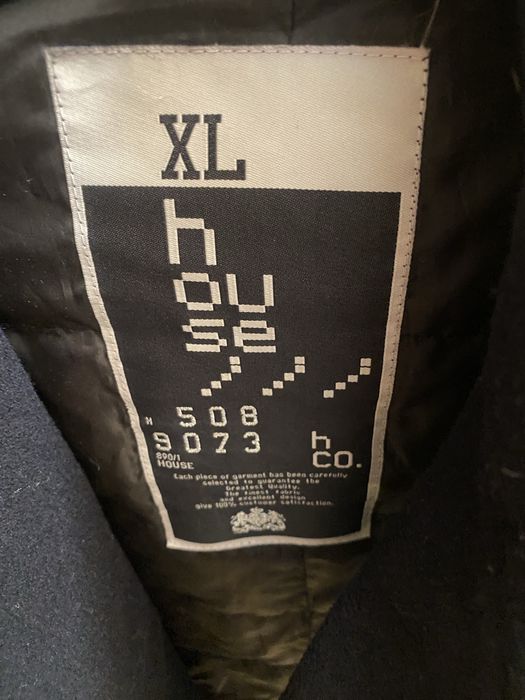 XL
h
ou
se
///
H 508
9073 h
890/1
HOUSE co.
Each piece of garment has been carefully
selected to guarantee the
Greatest Quality.
The finest fabric
and excellent design
give 100% customer satisfaction.